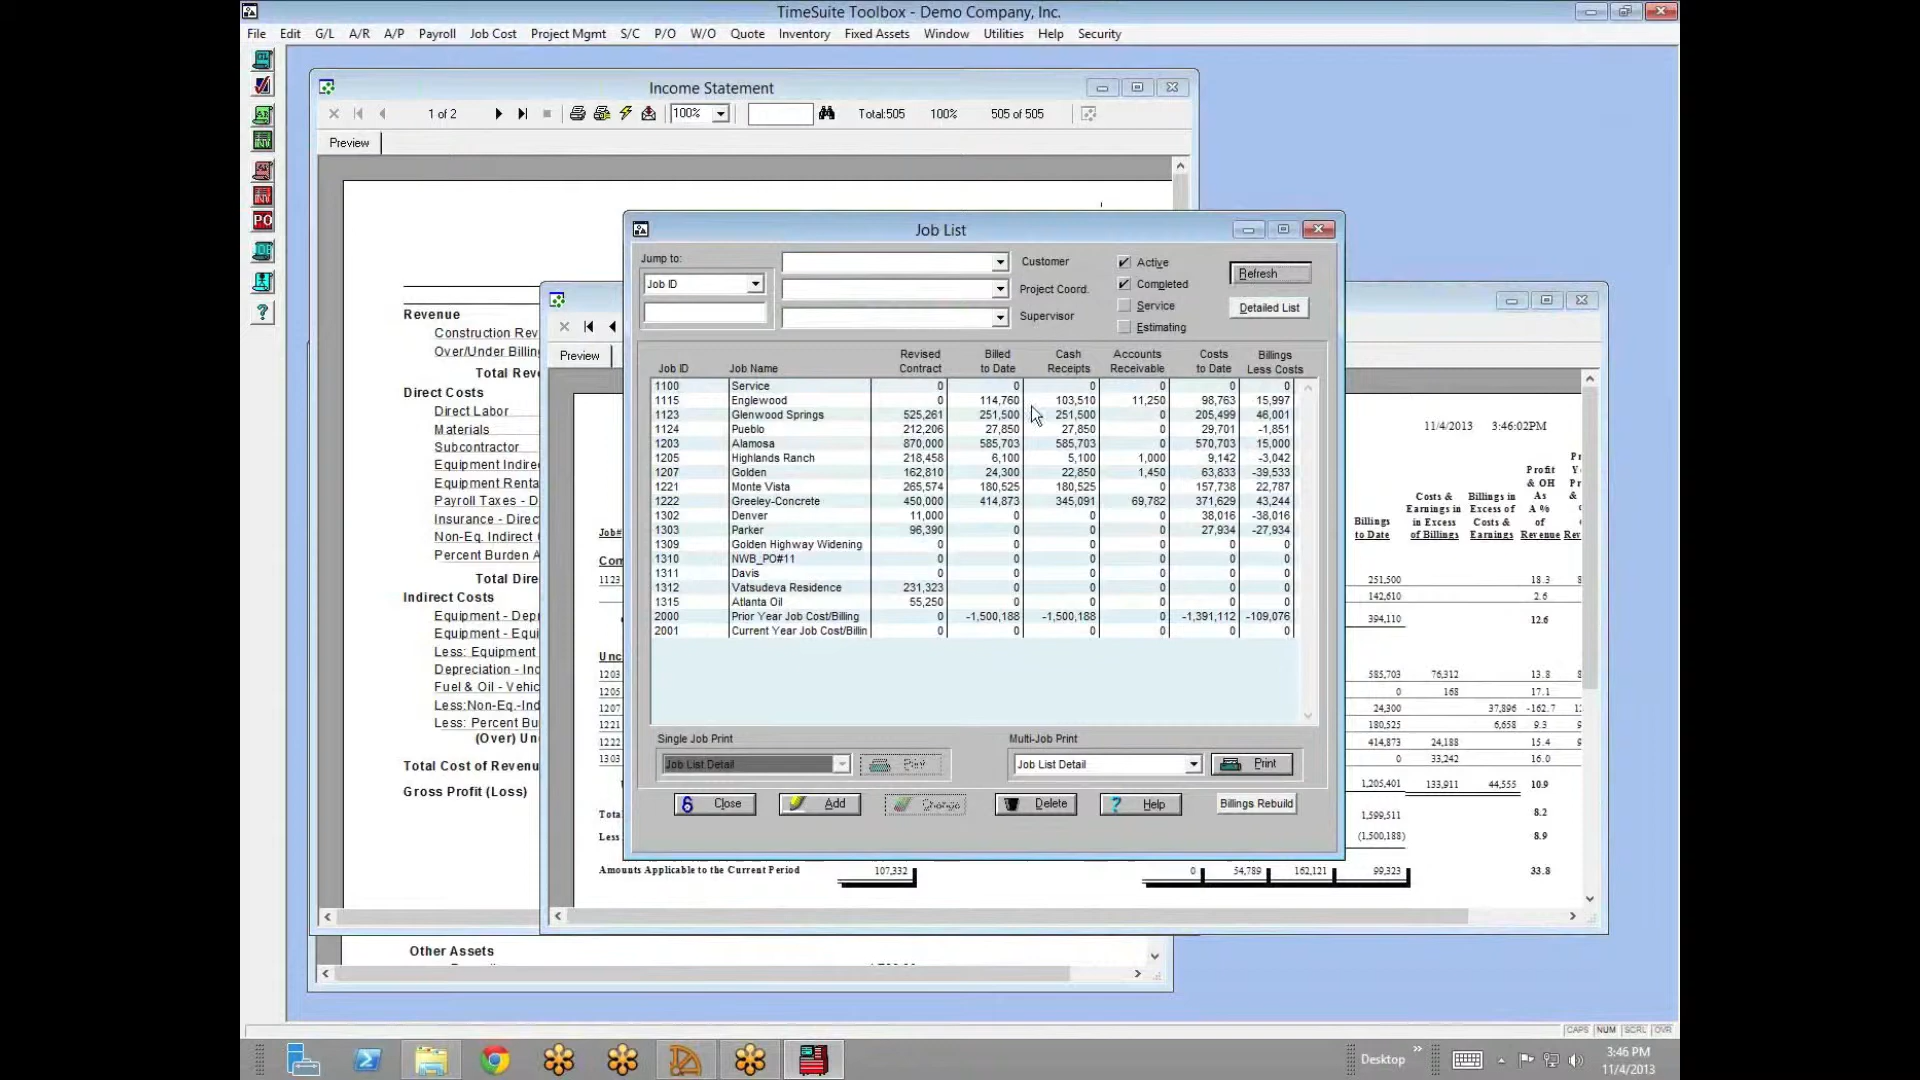 TimeSuite Toolbox - Demo Company, Inc.
File Edit G/L A/R A/P Payroll Job Cost Project Mgmt S/C P/O W/O Quote Inventory Fixed Assets Window Utilities Help Security
Income Statement
1 of 2 100% Total:505 100% 505 of 505
Preview
Revenue
Construction Rev
Over/Under Billin
Total Rev
Direct Costs
Direct Labor
Materials
Subcontractor
Equipment Indire
Equipment Renta
Payroll Taxes - D
Insurance - Direc
Non-Eq. Indirect
Percent Burden A
Total Dire
Indirect Costs
Equipment - Depr
Equipment - Equi
Less: Equipment
Depreciation - Ind
Fuel & Oil - Vehic
Less:Non-Eq.-Ind
Less: Percent Bu
(Over) Un
Total Cost of Revenu
Gross Profit (Loss)
Other Assets
Job List
Jump to:
Job ID
Customer
Project Coord.
Supervisor
Active
Completed
Service
Estimating
Refresh
Detailed List
Job ID Job Name Revised Contract Billed to Date Cash Receipts Accounts Receivable Costs to Date Billings Less Costs
1100 Service 0 0 0 0 0 0
1115 Englewood 0 114,760 103,510 11,250 98,763 15,997
1123 Glenwood Springs 525,261 251,500 251,500 0 205,499 46,001
1124 Pueblo 212,206 27,850 27,850 0 29,701 -1,851
1203 Alamosa 870,000 585,703 585,703 0 570,703 15,000
1205 Highlands Ranch 218,458 6,100 5,100 1,000 9,142 -3,042
1207 Golden 162,810 24,300 22,850 1,450 63,833 -39,533
1221 Monte Vista 265,574 180,525 180,525 0 157,738 22,787
1222 Greeley-Concrete 450,000 414,873 345,091 69,782 371,629 43,244
1302 Denver 11,000 0 0 0 38,016 -38,016
1303 Parker 96,390 0 0 0 27,934 -27,934
1309 Golden Highway Widening 0 0 0 0 0 0
1310 NWB_PO#11 0 0 0 0 0 0
1311 Davis 0 0 0 0 0 0
1312 Vatsudeva Residence 231,323 0 0 0 0 0
1315 Atlanta Oil 55,250 0 0 0 0 0
2000 Prior Year Job Cost/Billing 0 -1,500,188 -1,500,188 0 -1,391,112 -109,076
2001 Current Year Job Cost/Billin 0 0 0 0 0 0
Single Job Print
Job List Detail Print
Multi-Job Print
Job List Detail Print
Close Add Change Delete Help Billings Rebuild
Preview
11/4/2013 3:46:02PM
Job#
Com
1123
Unc
1203
1205
1207
1221
1222
1303
Tota
Less
Billings to Date
Costs & Earnings in in Excess of Billings
Billings in Excess of Costs & Earnings
Profit & OH As A % of Revenue
251,500 18.3
142,610 2.6
394,110 12.6
585,703 76,312 13.8
0 168 17.1
24,300 37,896 -162.7
180,525 6,658 9.3
414,873 24,188 15.4
0 33,242 16.0
1,205,401 133,911 44,555 10.9
1,599,511 8.2
(1,500,188) 8.9
Amounts Applicable to the Current Period 107,332 0 54,789 162,121 99,323 33.8
CAPS NUM SCRL OVR
Desktop
3:46 PM
11/4/2013